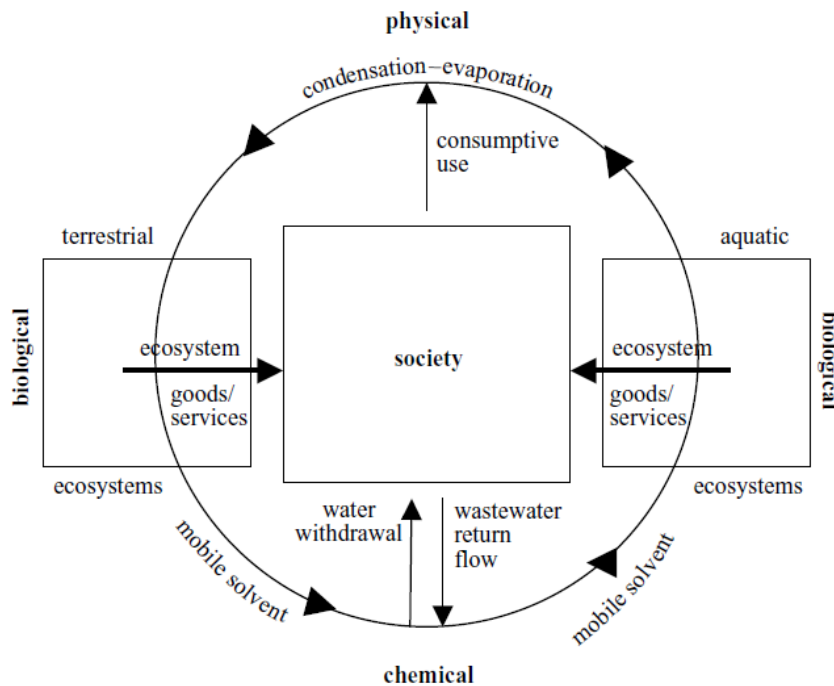 physical
condensation–evaporation
consumptive
use
terrestrial
aquatic
biological
ecosystem
goods/
services
society
ecosystem
goods/
services
biological
ecosystems
ecosystems
water
withdrawal
wastewater
return
flow
mobile solvent
mobile solvent
chemical